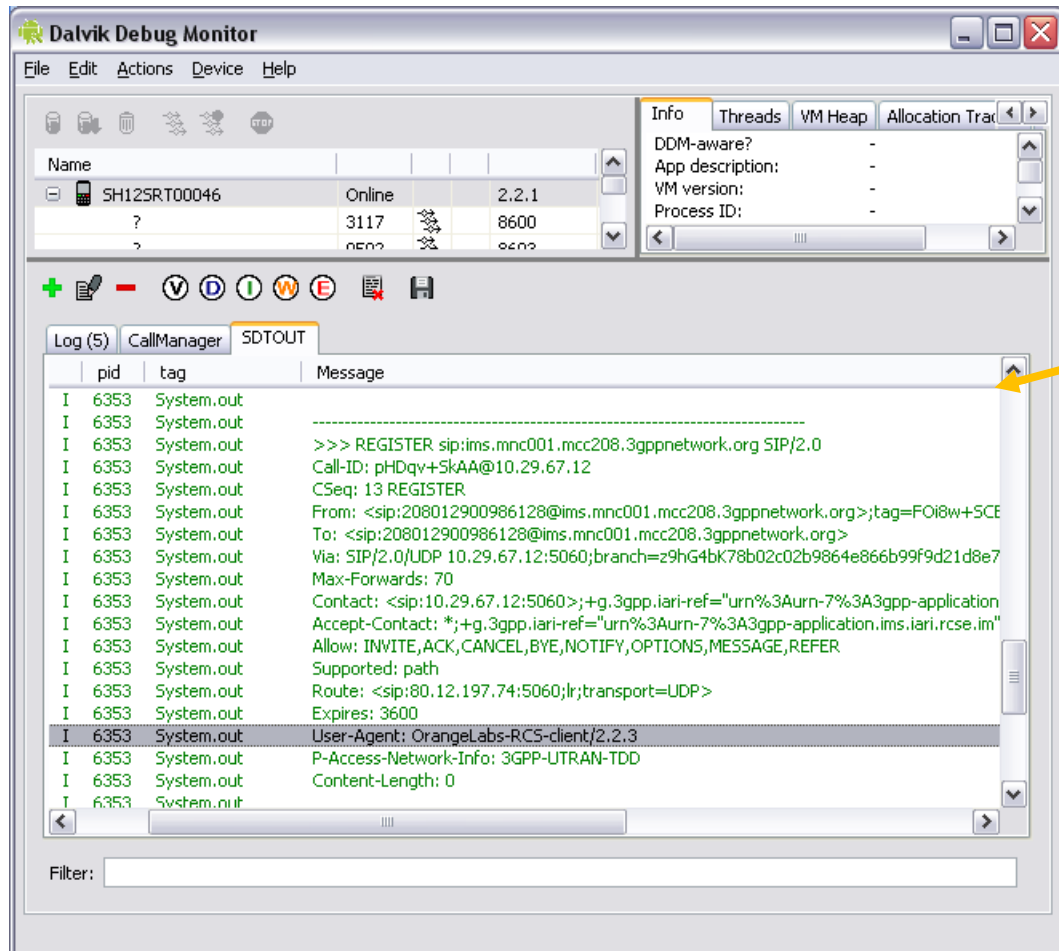 Dalvik Debug Monitor
File Edit Actions Device Help
STOP
Info Threads VM Heap Allocation Trac
DDM-aware? -
App description: -
VM version: -
Process ID: -
Name
SH12SRT00046 Online 2.2.1
? 3117 8600
V D I W E
Log (5) CallManager SDTOUT
pid tag Message
I 6353 System.out
I 6353 System.out ------------------------------------------------------------------------------
I 6353 System.out >>> REGISTER sip:ims.mnc001.mcc208.3gppnetwork.org SIP/2.0
I 6353 System.out Call-ID: pHDqv+SkAA@10.29.67.12
I 6353 System.out CSeq: 13 REGISTER
I 6353 System.out From: <sip:208012900986128@ims.mnc001.mcc208.3gppnetwork.org>;tag=FOi8w+SCE
I 6353 System.out To: <sip:208012900986128@ims.mnc001.mcc208.3gppnetwork.org>
I 6353 System.out Via: SIP/2.0/UDP 10.29.67.12:5060;branch=z9hG4bK78b02c02b9864e866b99f9d21d8e7
I 6353 System.out Max-Forwards: 70
I 6353 System.out Contact: <sip:10.29.67.12:5060>;+g.3gpp.iari-ref="urn%3Aurn-7%3A3gpp-application
I 6353 System.out Accept-Contact: *;+g.3gpp.iari-ref="urn%3Aurn-7%3A3gpp-application.ims.iari.rcse.im"
I 6353 System.out Allow: INVITE,ACK,CANCEL,BYE,NOTIFY,OPTIONS,MESSAGE,REFER
I 6353 System.out Supported: path
I 6353 System.out Route: <sip:80.12.197.74:5060;lr;transport=UDP>
I 6353 System.out Expires: 3600
I 6353 System.out User-Agent: OrangeLabs-RCS-client/2.2.3
I 6353 System.out P-Access-Network-Info: 3GPP-UTRAN-TDD
I 6353 System.out Content-Length: 0
I 6353 System.out
Filter: